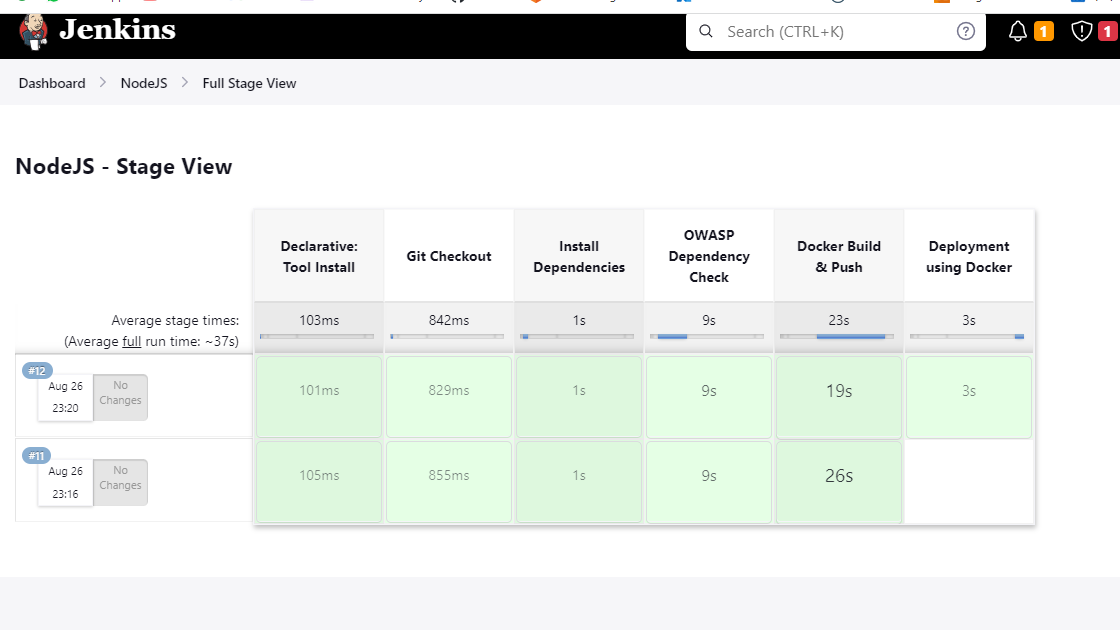 Jenkins
Search (CTRL+K)
?
1
1
Dashboard
NodeJS
Full Stage View
NodeJS - Stage View
Declarative:
Tool Install
Git Checkout
Install
Dependencies
OWASP
Dependency
Check
Docker Build
& Push
Deployment
using Docker
Average stage times:
(Average full run time: ~37s)
103ms
842ms
1s
9s
23s
3s
#12
Aug 26
23:20
No
Changes
101ms
829ms
1s
9s
19s
3s
#11
Aug 26
23:16
No
Changes
105ms
855ms
1s
9s
26s